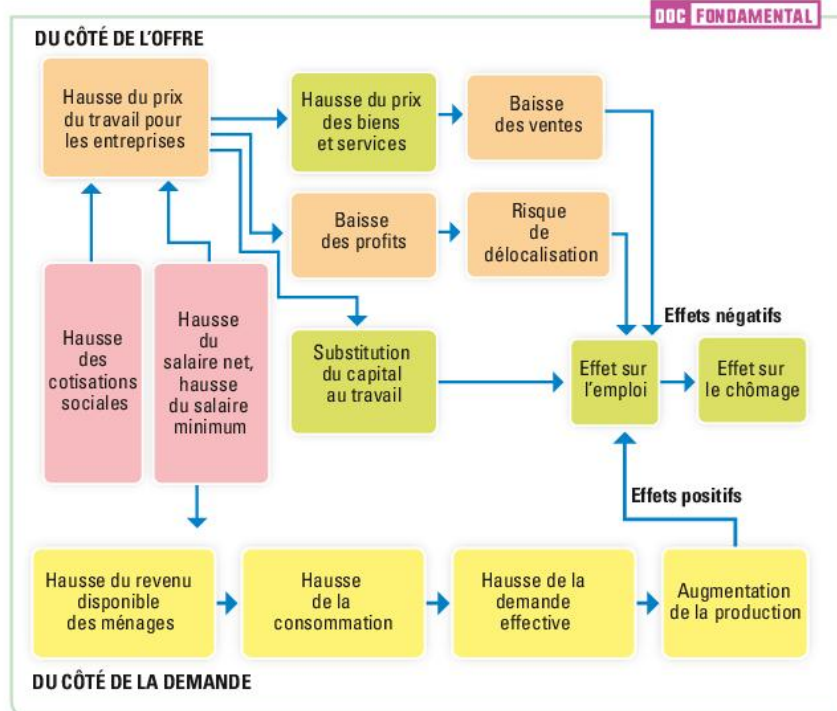 DOC FONDAMENTAL
DU CÔTÉ DE L'OFFRE
Hausse du prix
du travail pour
les entreprises
Hausse du prix
des biens
et services
Baisse
des ventes
Baisse
des profits
Risque
de
délocalisation
Hausse
des
cotisations
sociales
Hausse
du
salaire net,
hausse
du salaire
minimum
Substitution
du capital
au travail
Effets négatifs
Effet sur
l'emploi
Effet sur
le chômage
Effets positifs
Hausse du revenu
disponible
des ménages
Hausse
de la
consommation
Hausse de la
demande
effective
Augmentation
de la production
DU CÔTÉ DE LA DEMANDE